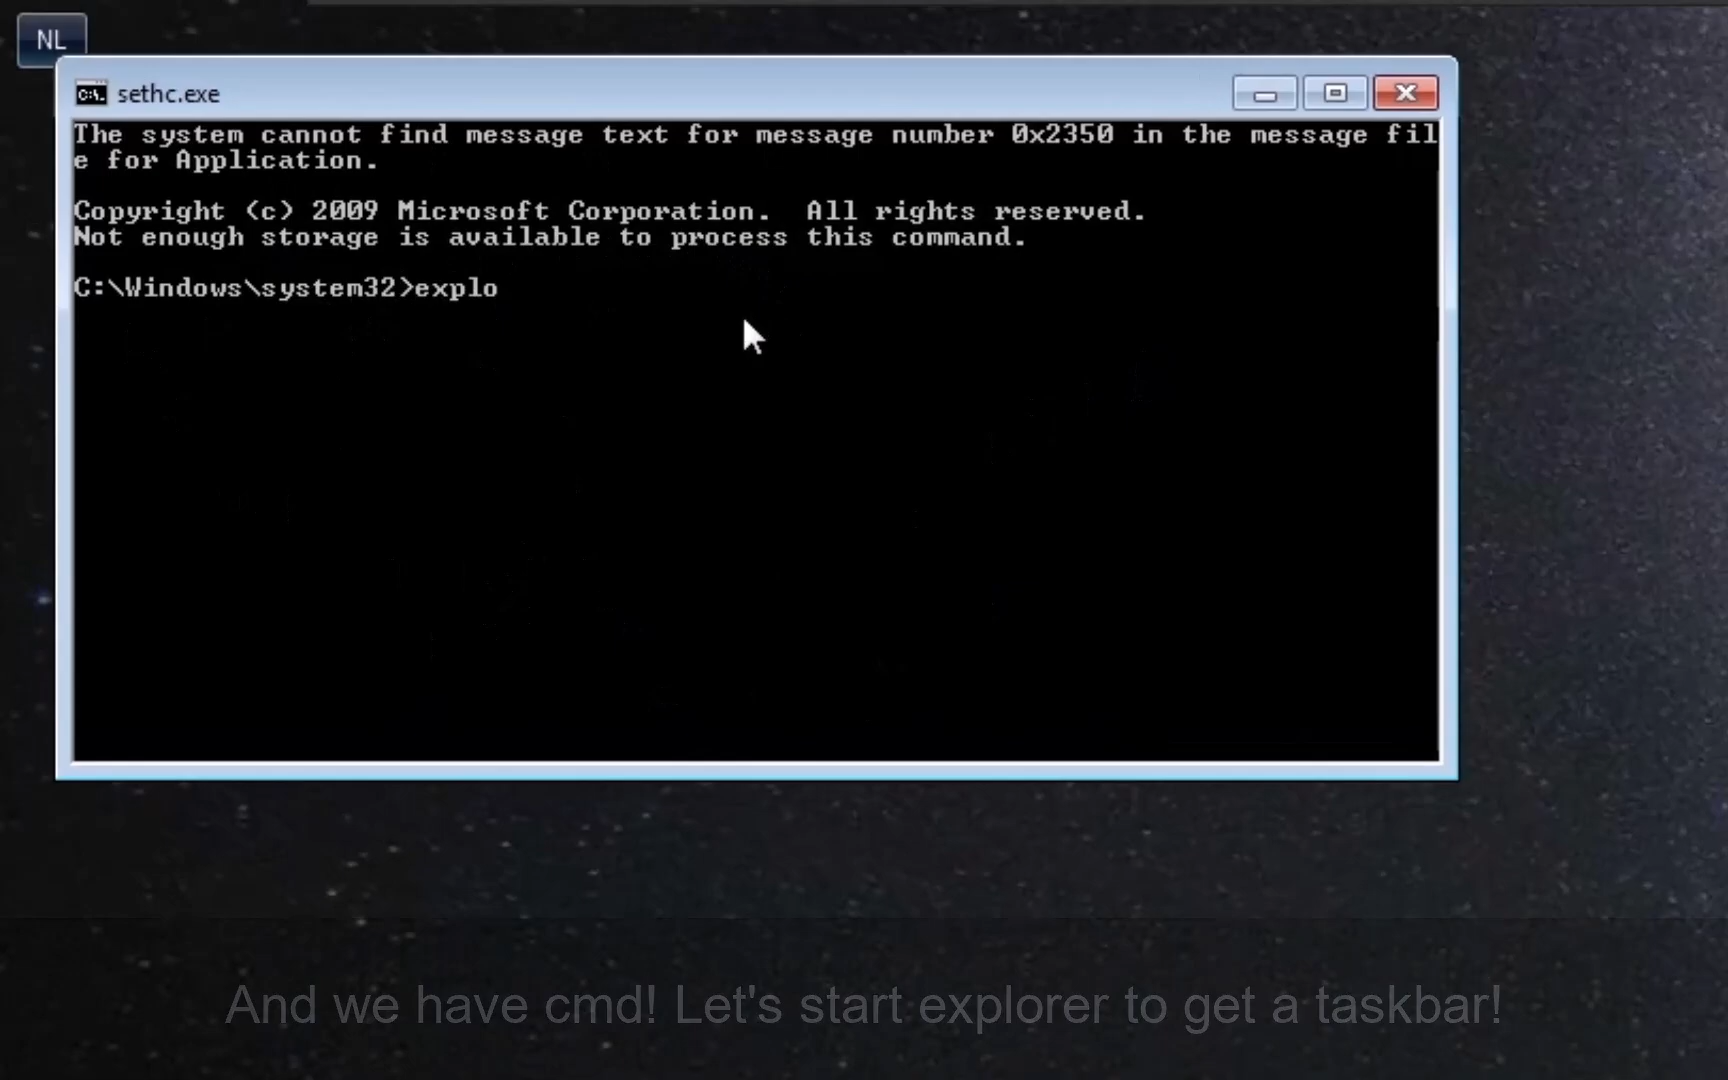 NL
sethc.exe
The system cannot find message text for message number 0x2350 in the message fil
e for Application.
Copyright (c) 2009 Microsoft Corporation.  All rights reserved.
Not enough storage is available to process this command.
C:\Windows\system32>explo
And we have cmd! Let's start explorer to get a taskbar!